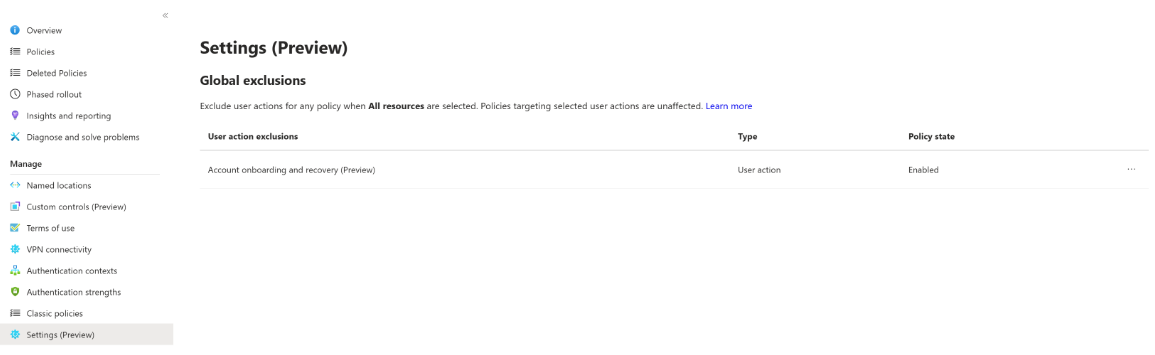 «
Overview
Policies
Deleted Policies
Phased rollout
Insights and reporting
Diagnose and solve problems
Manage
Named locations
Custom controls (Preview)
Terms of use
VPN connectivity
Authentication contexts
Authentication strengths
Classic policies
Settings (Preview)
Settings (Preview)
Global exclusions
Exclude user actions for any policy when All resources are selected. Policies targeting selected user actions are unaffected. Learn more
User action exclusions Type Policy state
Account onboarding and recovery (Preview) User action Enabled ...